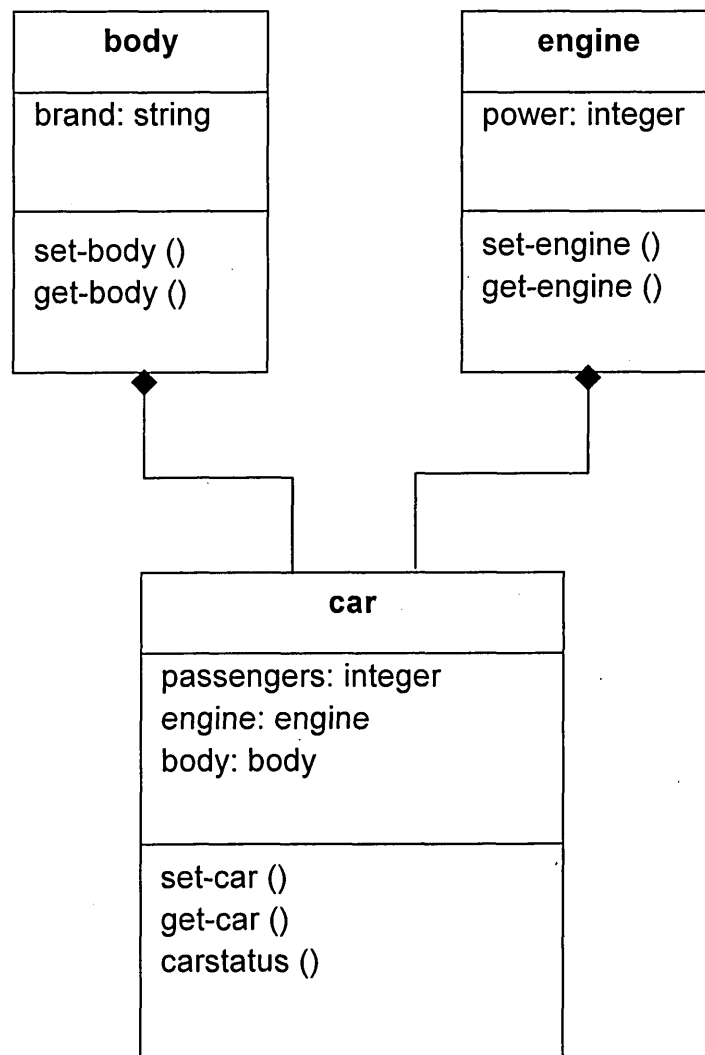 body
brand: string
set-body ()
get-body ()
engine
power: integer
set-engine ()
get-engine ()
car
passengers: integer
engine: engine
body: body
set-car ()
get-car ()
carstatus ()